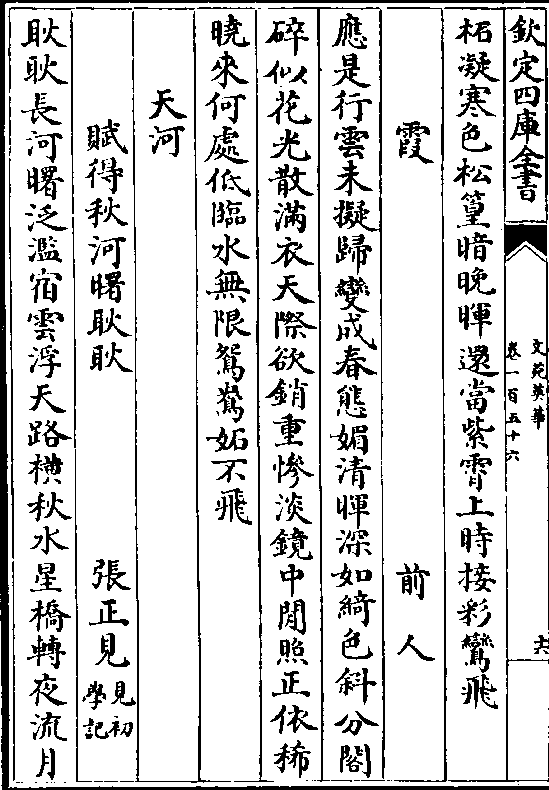 欽定四庫全書
文苑英華
卷一百五十六
六
柘凝寒色松篁暗晚暉還當紫霄上時接彩鸞飛
霞 前人
應是行雲未擬歸變成春態媚清暉深如綺色斜分閣
碎似花光散滿衣天際欲銷重慘淡鏡中閒照正依稀
曉來何處低臨水無限鴛鴦妬不飛
天河
賦得秋河曙耿耿 張正見見初學記
耿耿長河曙泛濫宿雲浮天路横秋水星橋轉夜流月